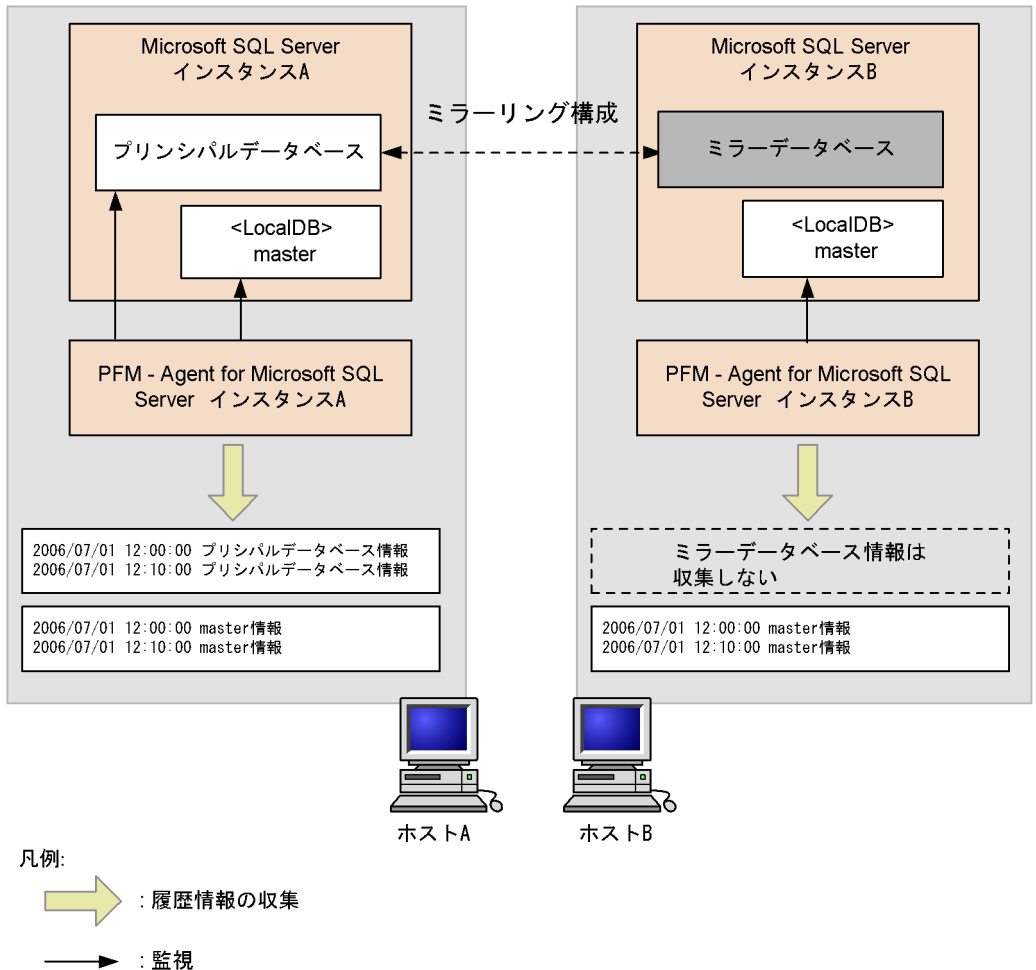 Microsoft SQL Server
インスタンスA
プリンシパルデータベース
<LocalDB>
master
ミラーリング構成
Microsoft SQL Server
インスタンスB
ミラーデータベース
<LocalDB>
master
PFM - Agent for Microsoft SQL
Server インスタンスA
PFM - Agent for Microsoft SQL
Server インスタンスB
2006/07/01 12:00:00 プリシパルデータベース情報
2006/07/01 12:10:00 プリシパルデータベース情報
2006/07/01 12:00:00 master情報
2006/07/01 12:10:00 master情報
ミラーデータベース情報は
収集しない
2006/07/01 12:00:00 master情報
2006/07/01 12:10:00 master情報
ホストA
ホストB
凡例:
: 履歴情報の収集
: 監視